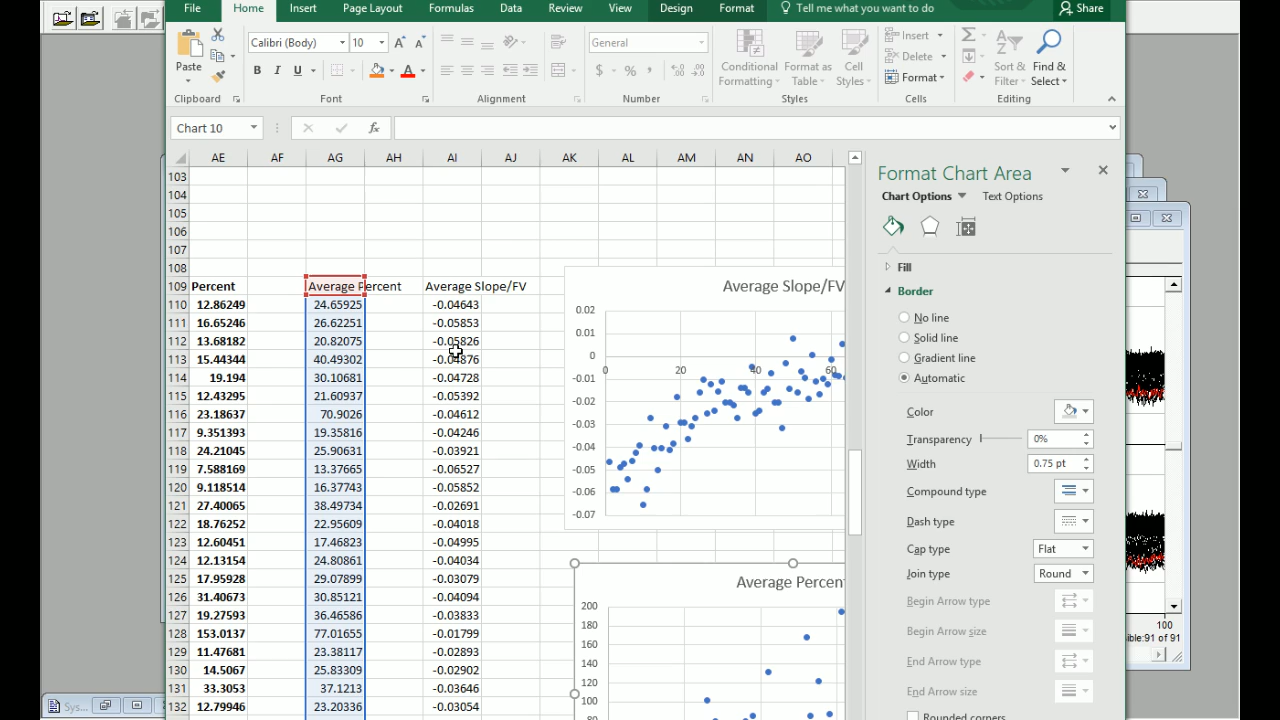 File Home Insert Page Layout Formulas Data Review View Design Format Tell me what you want to do Share
Calibri (Body) 10 General Insert
Paste B I U $ % , Conditional Formatting Format as Table Cell Styles Delete Format Sort & Filter Find & Select
Clipboard Font Alignment Number Styles Cells Editing
Chart 10 fx
AE AF AG AH AI AJ AK AL AM AN AO
103
104
105
106
107
108
109 Percent Average Percent Average Slope/FV
110 12.86249 24.65925 -0.04643
111 16.65246 26.62251 -0.05853
112 13.68182 20.82075 -0.05826
113 15.44344 40.49302 -0.04876
114 19.194 30.10681 -0.04728
115 12.43295 21.60937 -0.05392
116 23.18637 70.9026 -0.04612
117 9.351393 19.35816 -0.04246
118 24.21045 25.90631 -0.03921
119 7.588169 13.37665 -0.06527
120 9.118514 16.37743 -0.05852
121 27.40065 38.49734 -0.02691
122 18.76252 22.95609 -0.04018
123 12.60451 17.46823 -0.04995
124 12.13154 24.80861 -0.04034
125 17.95928 29.07899 -0.03079
126 31.40673 30.85121 -0.04094
127 19.27593 36.46586 -0.03833
128 153.0137 77.01655 -0.01799
129 11.47681 23.38117 -0.02893
130 14.5067 25.83309 -0.02902
131 33.3053 37.1213 -0.03646
132 12.79946 23.20336 -0.03054
Average Slope/FV
0.02
0.01
0
-0.01
-0.02
-0.03
-0.04
-0.05
-0.06
-0.07
0 20 40 60
Average Percent
200
180
160
140
120
100
80
Format Chart Area
Chart Options Text Options
Fill
Border
No line
Solid line
Gradient line
Automatic
Color
Transparency 0%
Width 0.75 pt
Compound type
Dash type
Cap type Flat
Join type Round
Begin Arrow type
Begin Arrow size
End Arrow type
End Arrow size
Rounded corners
100
ible:91 of 91
Sys...